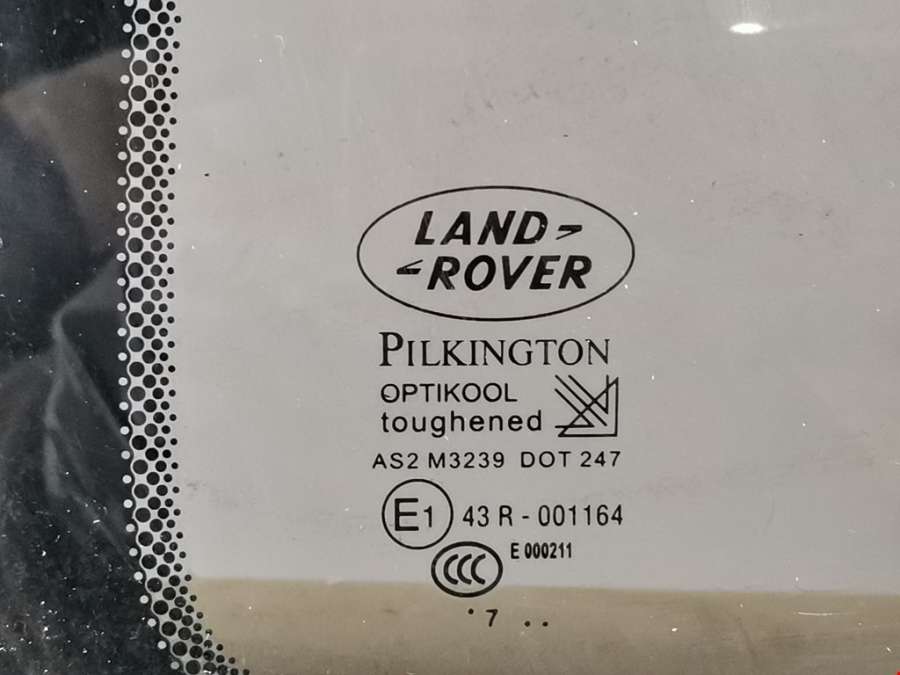 LAND
ROVER
PILKINGTON
OPTIKOOL
toughened
AS2 M3239 DOT 247
E1 43 R - 001164
CCC E 000211
. 7 . .